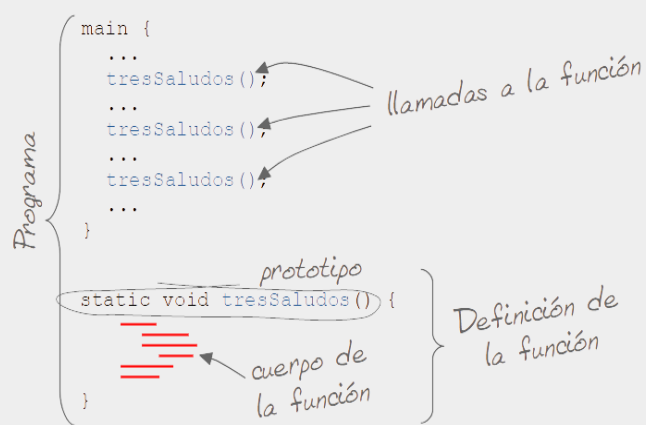 Programa
main {
...
tresSaludos();
...
tresSaludos();
...
tresSaludos();
...
}
llamadas a la función
prototipo
static void tresSaludos() {
cuerpo de
la función
}
Definición de
la función